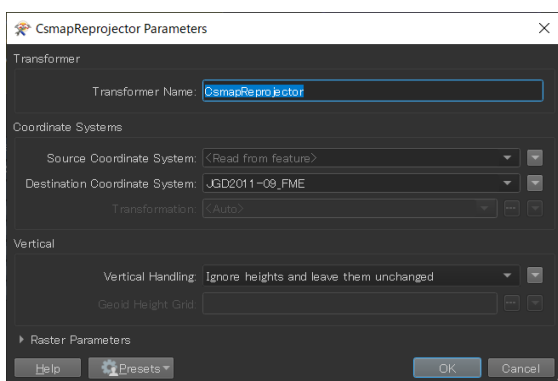 CsmapReprojector Parameters
Transformer
Transformer Name: CsmapReprojector
Coordinate Systems
Source Coordinate System: <Read from feature>
Destination Coordinate System: JGD2011-09_FME
Transformation: <Auto>
Vertical
Vertical Handling: Ignore heights and leave them unchanged
Geoid Height Grid:
Raster Parameters
Help Presets OK Cancel